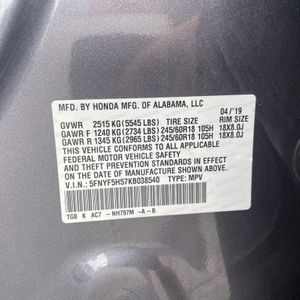 MFD. BY HONDA MFG. OF ALABAMA, LLC
04/'19
GVWR 2515 KG (5545 LBS) TIRE SIZE RIM SIZE
GAWR F 1240 KG (2734 LBS) 245/60R18 105H 18X8.0J
GAWR R 1345 KG (2965 LBS) 245/60R18 105H 18X8.0J
THIS VEHICLE CONFORMS TO ALL APPLICABLE
FEDERAL MOTOR VEHICLE SAFETY, BUMPER,
AND THEFT PREVENTION STANDARDS IN EFFECT ON
THE DATE OF MANUFACTURE SHOWN ABOVE.
V.I.N.: 5FNYF5H57KB038540 TYPE: MPV
TG8 K AC7 - NH797M -A-B